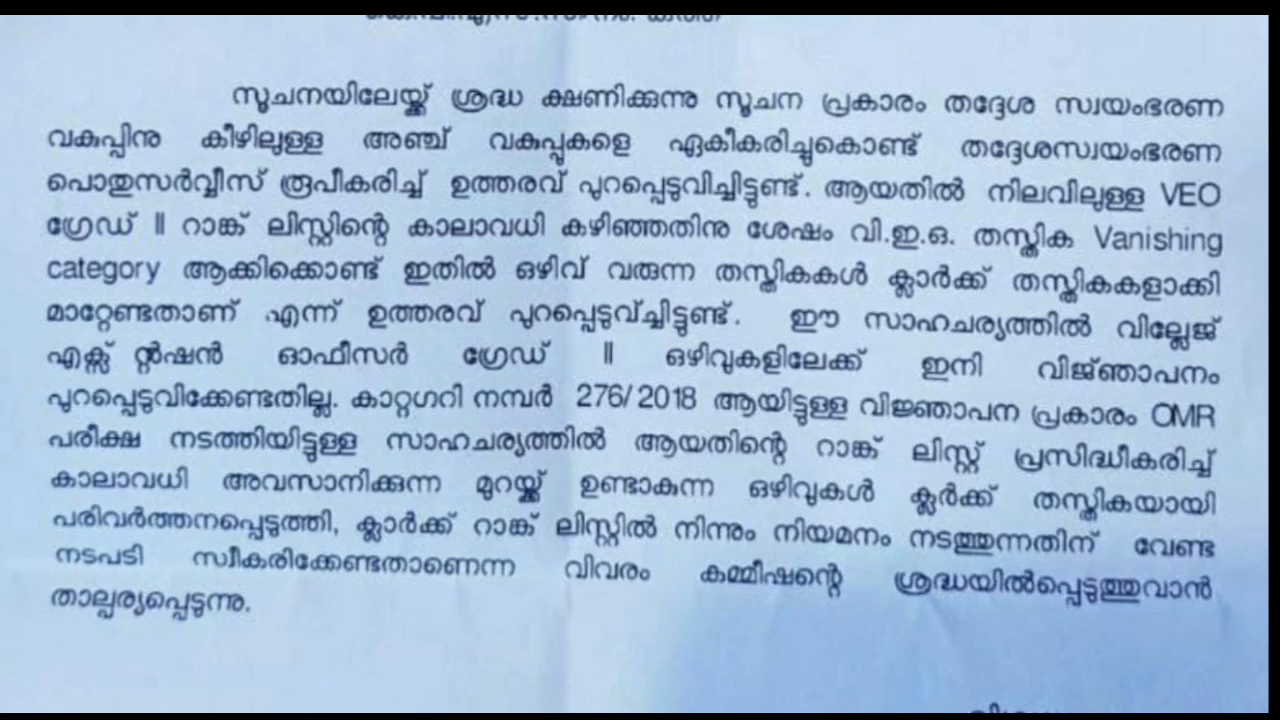 സൂചനയിലേയ്ക്ക് ശ്രദ്ധ ക്ഷണിക്കുന്നു സൂചന പ്രകാരം തദ്ദേശ സ്വയംഭരണ
വകുപ്പിനു കീഴിലുള്ള അഞ്ച് വകുപ്പുകളെ ഏകീകരിച്ചുകൊണ്ട് തദ്ദേശസ്വയംഭരണ
പൊതുസർവ്വീസ് രൂപീകരിച്ച് ഉത്തരവ് പുറപ്പെടുവിച്ചിട്ടുണ്ട്. ആയതിൽ നിലവിലുള്ള VEO
ഗ്രേഡ് II റാങ്ക് ലിസ്റ്റിന്റെ കാലാവധി കഴിഞ്ഞതിനു ശേഷം വി.ഇ.ഒ. തസ്തിക Vanishing
category ആക്കിക്കൊണ്ട് ഇതിൽ ഒഴിവ് വരുന്ന തസ്തികകൾ ക്ലാർക്ക് തസ്തികകളാക്കി
മാറ്റേണ്ടതാണ് എന്ന് ഉത്തരവ് പുറപ്പെടുവ്ച്ചിട്ടുണ്ട്. ഈ സാഹചര്യത്തിൽ വില്ലേജ്
എക്സ്റ്റൻഷൻ ഓഫീസർ ഗ്രേഡ് II ഒഴിവുകളിലേക്ക് ഇനി വിജ്ഞാപനം
പുറപ്പെടുവിക്കേണ്ടതില്ല. കാറ്റഗറി നമ്പർ 276/2018 ആയിട്ടുള്ള വിജ്ഞാപന പ്രകാരം OMR
പരീക്ഷ നടത്തിയിട്ടുള്ള സാഹചര്യത്തിൽ ആയതിന്റെ റാങ്ക് ലിസ്റ്റ് പ്രസിദ്ധീകരിച്ച്
കാലാവധി അവസാനിക്കുന്ന മുറയ്ക്ക് ഉണ്ടാകുന്ന ഒഴിവുകൾ ക്ലർക്ക് തസ്തികയായി
പരിവർത്തനപ്പെടുത്തി, ക്ലാർക്ക് റാങ്ക് ലിസ്റ്റിൽ നിന്നും നിയമനം നടത്തുന്നതിന് വേണ്ട
നടപടി സ്വീകരിക്കേണ്ടതാണെന്ന വിവരം കമ്മീഷന്റെ ശ്രദ്ധയിൽപ്പെടുത്തുവാൻ
താല്പര്യപ്പെടുന്നു.